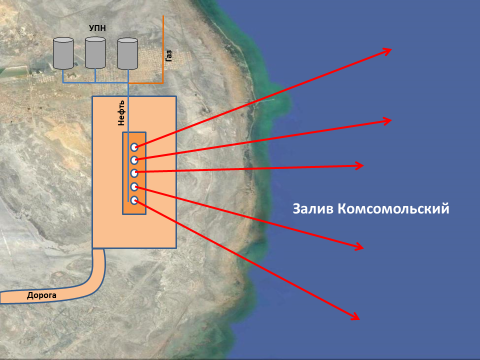 УПН
Газ
Нефть
Залив Комсомольский
Дорога